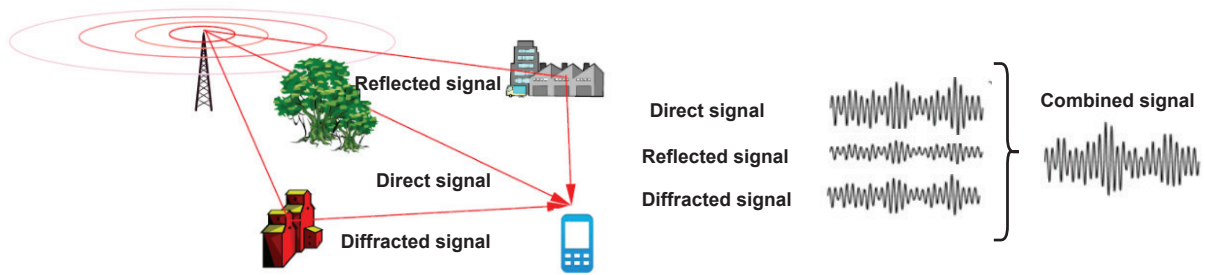 Reflected signal
Direct signal
Diffracted signal
Direct signal
Reflected signal
Diffracted signal
Combined signal